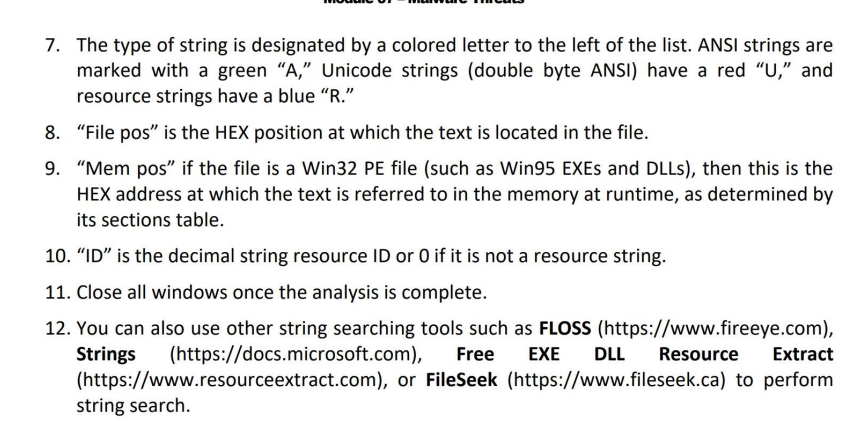 Module 07 – Malware Threats
7. The type of string is designated by a colored letter to the left of the list. ANSI strings are
marked with a green “A,” Unicode strings (double byte ANSI) have a red “U,” and
resource strings have a blue “R.”
8. “File pos” is the HEX position at which the text is located in the file.
9. “Mem pos” if the file is a Win32 PE file (such as Win95 EXEs and DLLs), then this is the
HEX address at which the text is referred to in the memory at runtime, as determined by
its sections table.
10. “ID” is the decimal string resource ID or 0 if it is not a resource string.
11. Close all windows once the analysis is complete.
12. You can also use other string searching tools such as FLOSS (https://www.fireeye.com),
Strings (https://docs.microsoft.com), Free EXE DLL Resource Extract
(https://www.resourceextract.com), or FileSeek (https://www.fileseek.ca) to perform
string search.